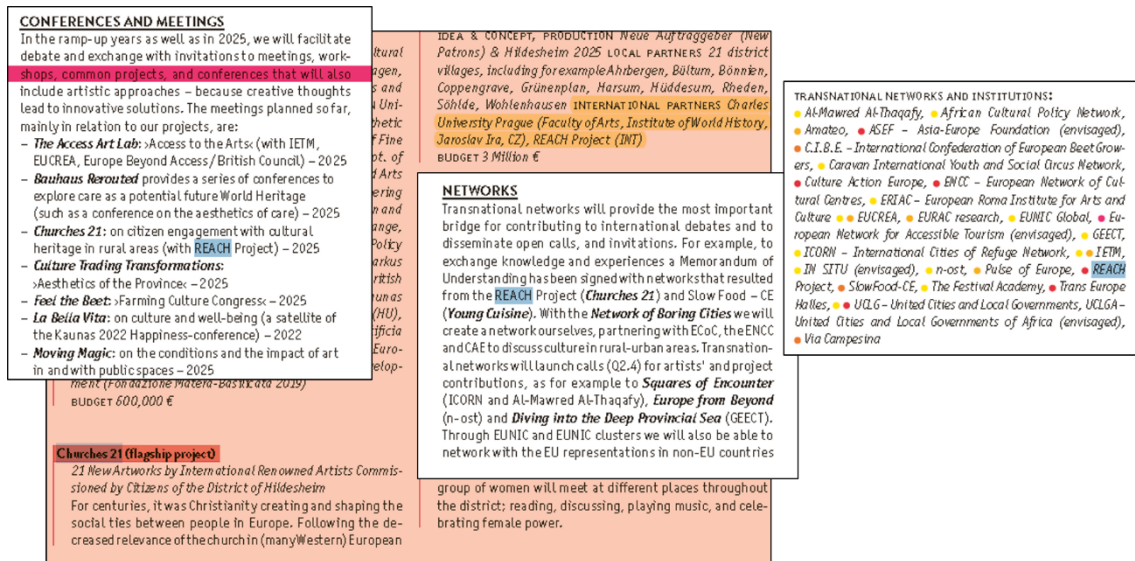 CONFERENCES AND MEETINGS
In the ramp-up years as well as in 2025, we will facilitate
debate and exchange with invitations to meetings, work-
shops, common projects, and conferences that will also
include artistic approaches – because creative thoughts
lead to innovative solutions. The meetings planned so far,
mainly in relation to our projects, are:
– The Access Art Lab: ›Access to the Arts‹ (with IETM,
EUCREA, Europe Beyond Access / British Council) – 2025
– Bauhaus Rerouted provides a series of conferences to
explore care as a potential future World Heritage
(such as a conference on the aesthetics of care) – 2025
– Churches 21: on citizen engagement with cultural
heritage in rural areas (with REACH Project) – 2025
– Culture Trading Transformations:
›Aesthetics of the Province‹ – 2025
– Feel the Beet: ›Farming Culture Congress‹ – 2025
– La Bella Vita: on culture and well-being (a satellite of
the Kaunas 2022 Happiness-conference) – 2022
– Moving Magic: on the conditions and the impact of art
in and with public spaces – 2025
ment (Fondazione Matera-Basilicata 2019)
BUDGET 600,000 €
Churches 21 (flagship project)
21 New Artworks by International Renowned Artists Commis-
sioned by Citizens of the District of Hildesheim
For centuries, it was Christianity creating and shaping the
social ties between people in Europe. Following the de-
creased relevance of the church in (many Western) European
IDEA & CONCEPT, PRODUCTION Neue Auftraggeber (New
Patrons) & Hildesheim 2025 LOCAL PARTNERS 21 district
villages, including for example Ahrbergen, Bültum, Bönnien,
Coppengrave, Grünenplan, Harsum, Hüddesum, Rheden,
Söhlde, Wohlenhausen INTERNATIONAL PARTNERS Charles
University Prague (Faculty of Arts, Institute of World History,
Jaroslav Ira, CZ), REACH Project (INT)
BUDGET 3 Million €
NETWORKS
Transnational networks will provide the most important
bridge for contributing to international debates and to
disseminate open calls, and invitations. For example, to
exchange knowledge and experiences a Memorandum of
Understanding has been signed with networks that resulted
from the REACH Project (Churches 21) and Slow Food – CE
(Young Cuisine). With the Network of Boring Cities we will
create a network ourselves, partnering with ECoC, the ENCC
and CAE to discuss culture in rural-urban areas. Transnation-
al networks will launch calls (Q2.4) for artists' and project
contributions, as for example to Squares of Encounter
(ICORN and Al-Mawred Al-Thaqafy), Europe from Beyond
(n-ost) and Diving into the Deep Provincial Sea (GEECT).
Through EUNIC and EUNIC clusters we will also be able to
network with the EU representations in non-EU countries
group of women will meet at different places throughout
the district; reading, discussing, playing music, and cele-
brating female power.
TRANSNATIONAL NETWORKS AND INSTITUTIONS:
Al-Mawred Al-Thaqafy, African Cultural Policy Network,
Amateo, ASEF – Asia-Europe Foundation (envisaged),
C.I.B.E. – International Confederation of European Beet Grow-
ers, Caravan International Youth and Social Circus Network,
Culture Action Europe, ENCC – European Network of Cul-
tural Centres, ERIAC – European Roma Institute for Arts and
Culture EUCREA, EURAC research, EUNIC Global, Eu-
ropean Network for Accessible Tourism (envisaged), GEECT,
ICORN – International Cities of Refuge Network, IETM,
IN SITU (envisaged), n-ost, Pulse of Europe, REACH
Project, SlowFood-CE, The Festival Academy, Trans Europe
Halles, UCLG – United Cities and Local Governments, UCLGA–
United Cities and Local Governments of Africa (envisaged),
Via Campesina